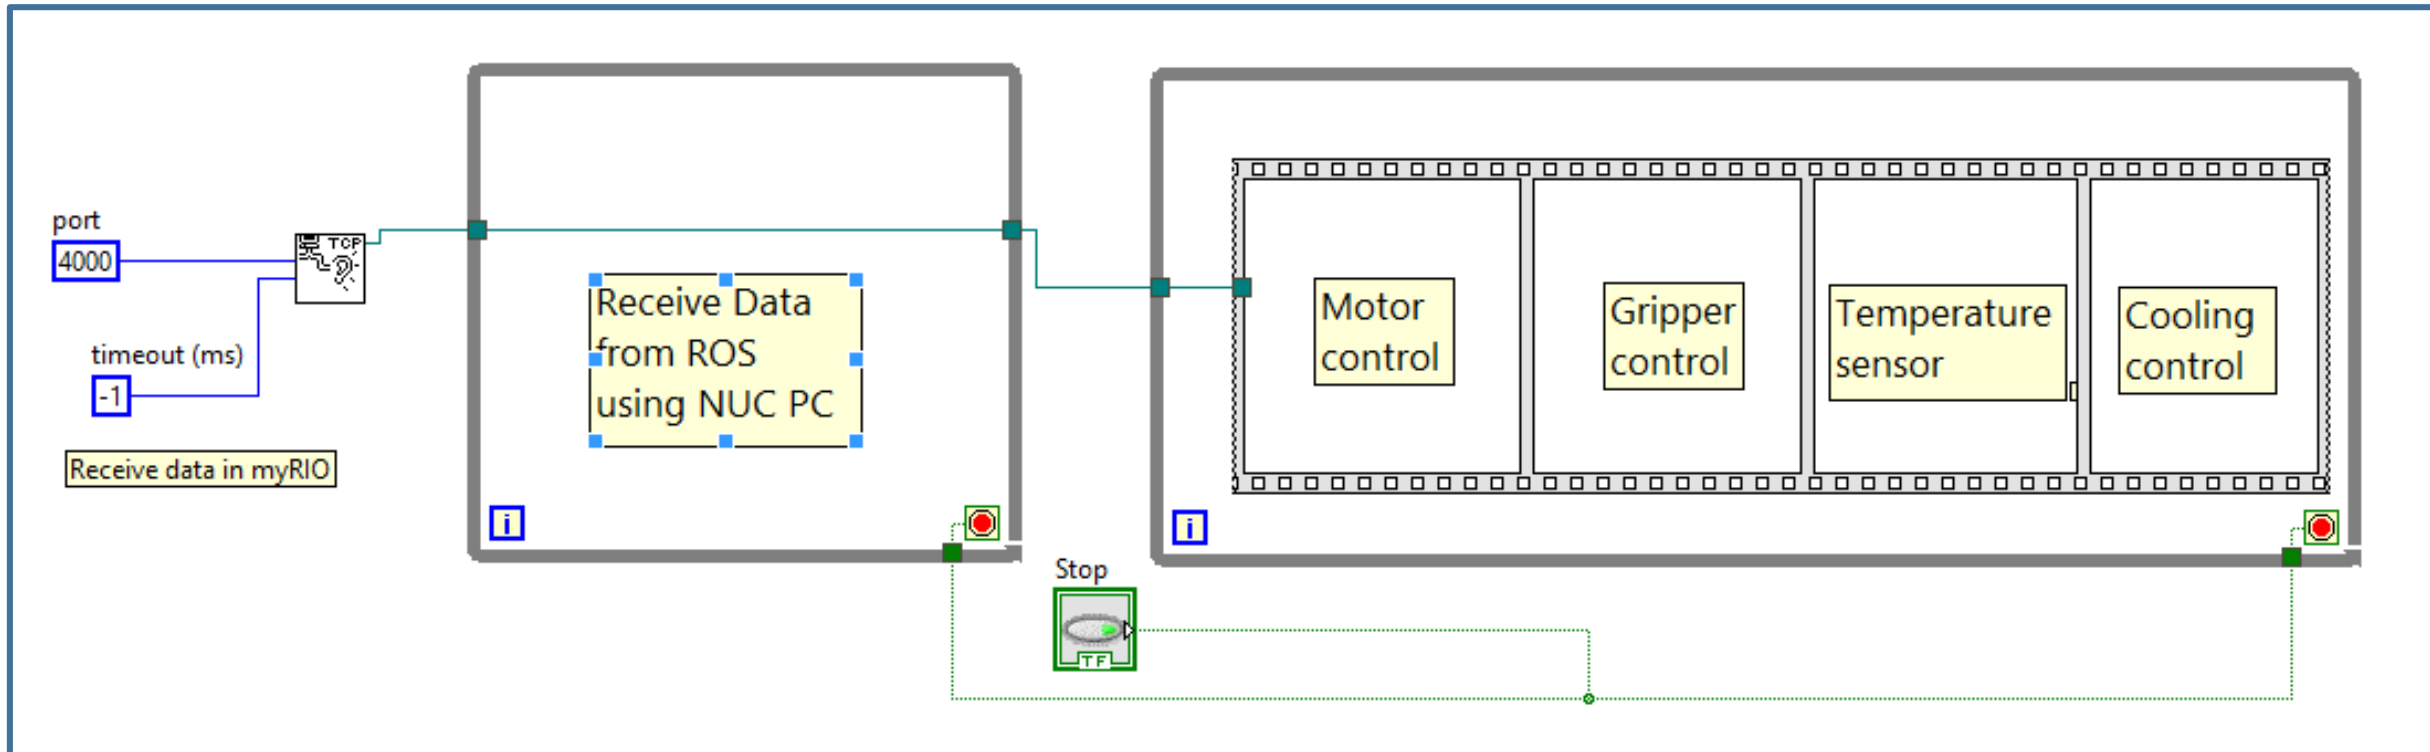 port
4000
TCP
timeout (ms)
-1
Receive data in myRIO
Receive Data
from ROS
using NUC PC
i
Motor
control
Gripper
control
Temperature
sensor
Cooling
control
i
Stop
TF